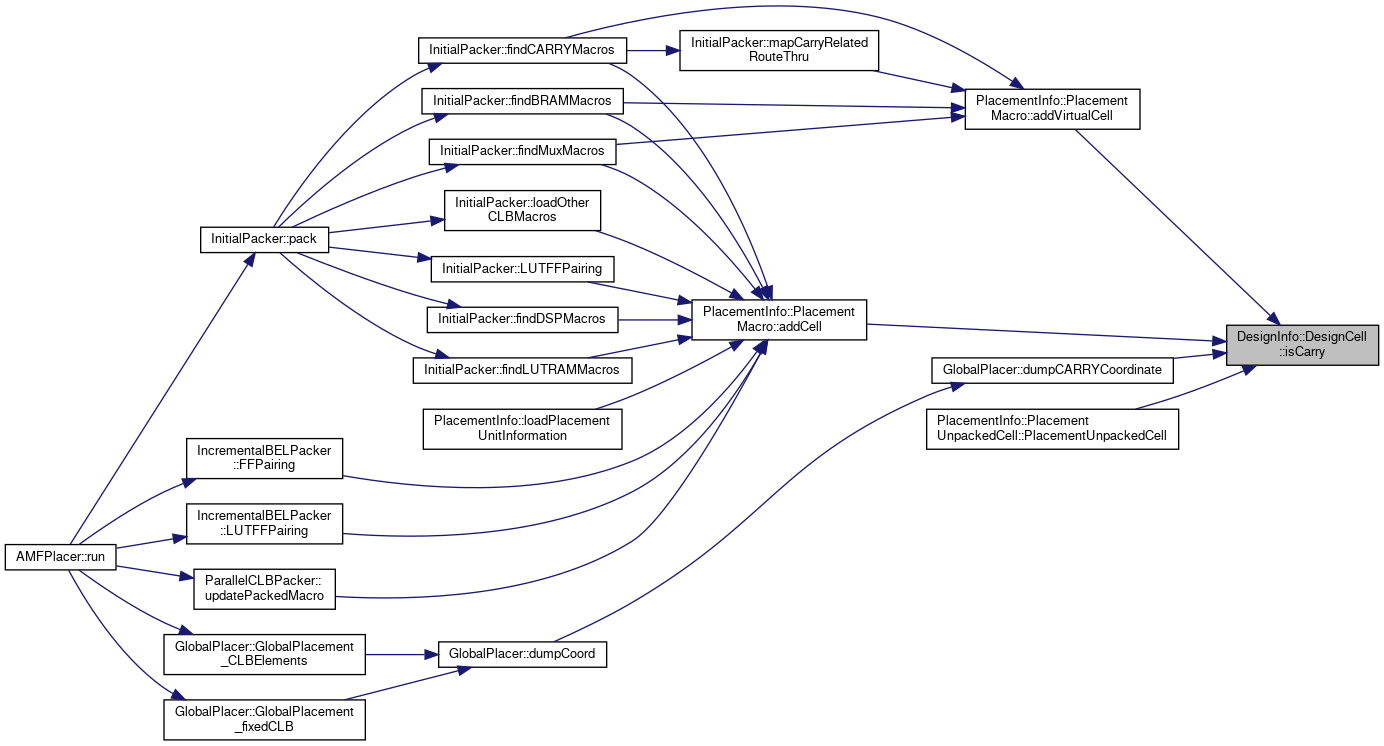 InitialPacker::findCARRYMacros
InitialPacker::mapCarryRelated
RouteThru
PlacementInfo::Placement
Macro::addVirtualCell
InitialPacker::findBRAMMacros
InitialPacker::findMuxMacros
InitialPacker::loadOther
CLBMacros
InitialPacker::pack
InitialPacker::LUTFFPairing
InitialPacker::findDSPMacros
PlacementInfo::Placement
Macro::addCell
DesignInfo::DesignCell
::isCarry
InitialPacker::findLUTRAMMacros
GlobalPlacer::dumpCARRYCoordinate
PlacementInfo::loadPlacement
UnitInformation
PlacementInfo::Placement
UnpackedCell::PlacementUnpackedCell
IncrementalBELPacker
::FFPairing
IncrementalBELPacker
::LUTFFPairing
AMFPlacer::run
ParallelCLBPacker::
updatePackedMacro
GlobalPlacer::GlobalPlacement
_CLBElements
GlobalPlacer::dumpCoord
GlobalPlacer::GlobalPlacement
_fixedCLB